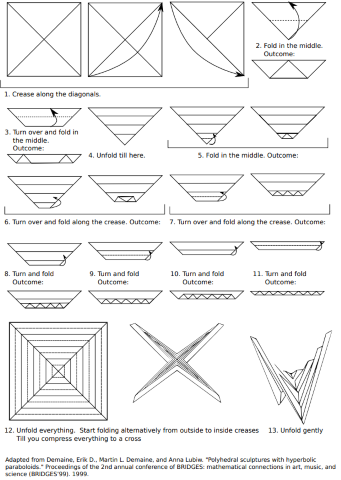 2. Fold in the middle.
Outcome:
1. Crease along the diagonals.
3. Turn over and fold in
the middle.
Outcome:
4. Unfold till here.
5. Fold in the middle. Outcome:
6. Turn over and fold along the crease. Outcome:
7. Turn over and fold along the crease. Outcome:
8. Turn and fold
Outcome:
9. Turn and fold
Outcome:
10. Turn and fold
Outcome:
11. Turn and fold
Outcome:
12. Unfold everything. Start folding alternatively from outside to inside creases
Till you compress everything to a cross
13. Unfold gently
Adapted from Demaine, Erik D., Martin L. Demaine, and Anna Lubiw. "Polyhedral sculptures with hyperbolic
paraboloids." Proceedings of the 2nd annual conference of BRIDGES: mathematical connections in art, music, and
science (BRIDGES'99). 1999.